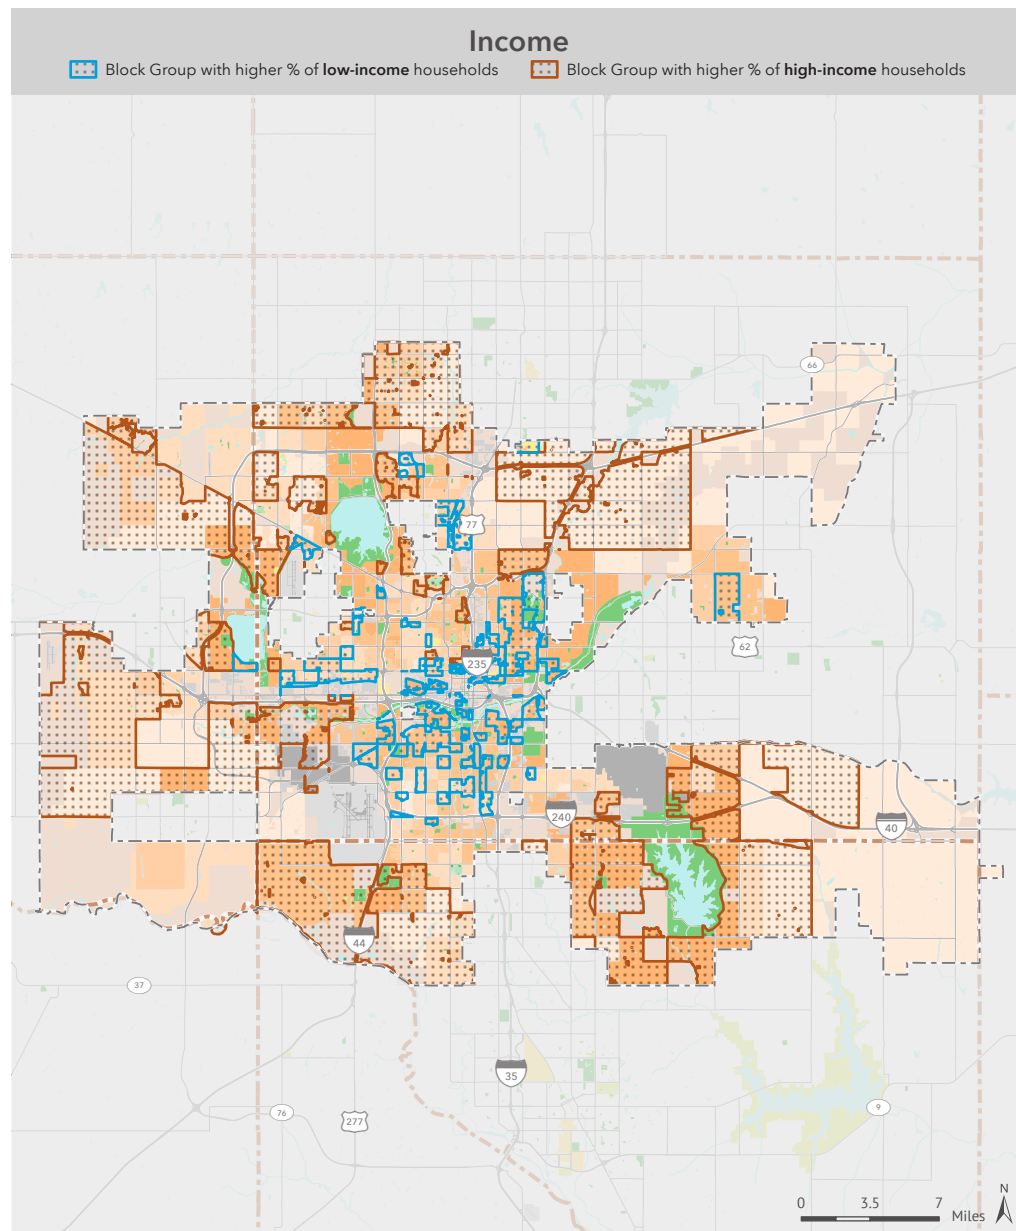 Income
Block Group with higher % of low-income households
Block Group with higher % of high-income households
66
77
62
235
240
40
44
37
35
76
277
9
N
0 3.5 7
Miles